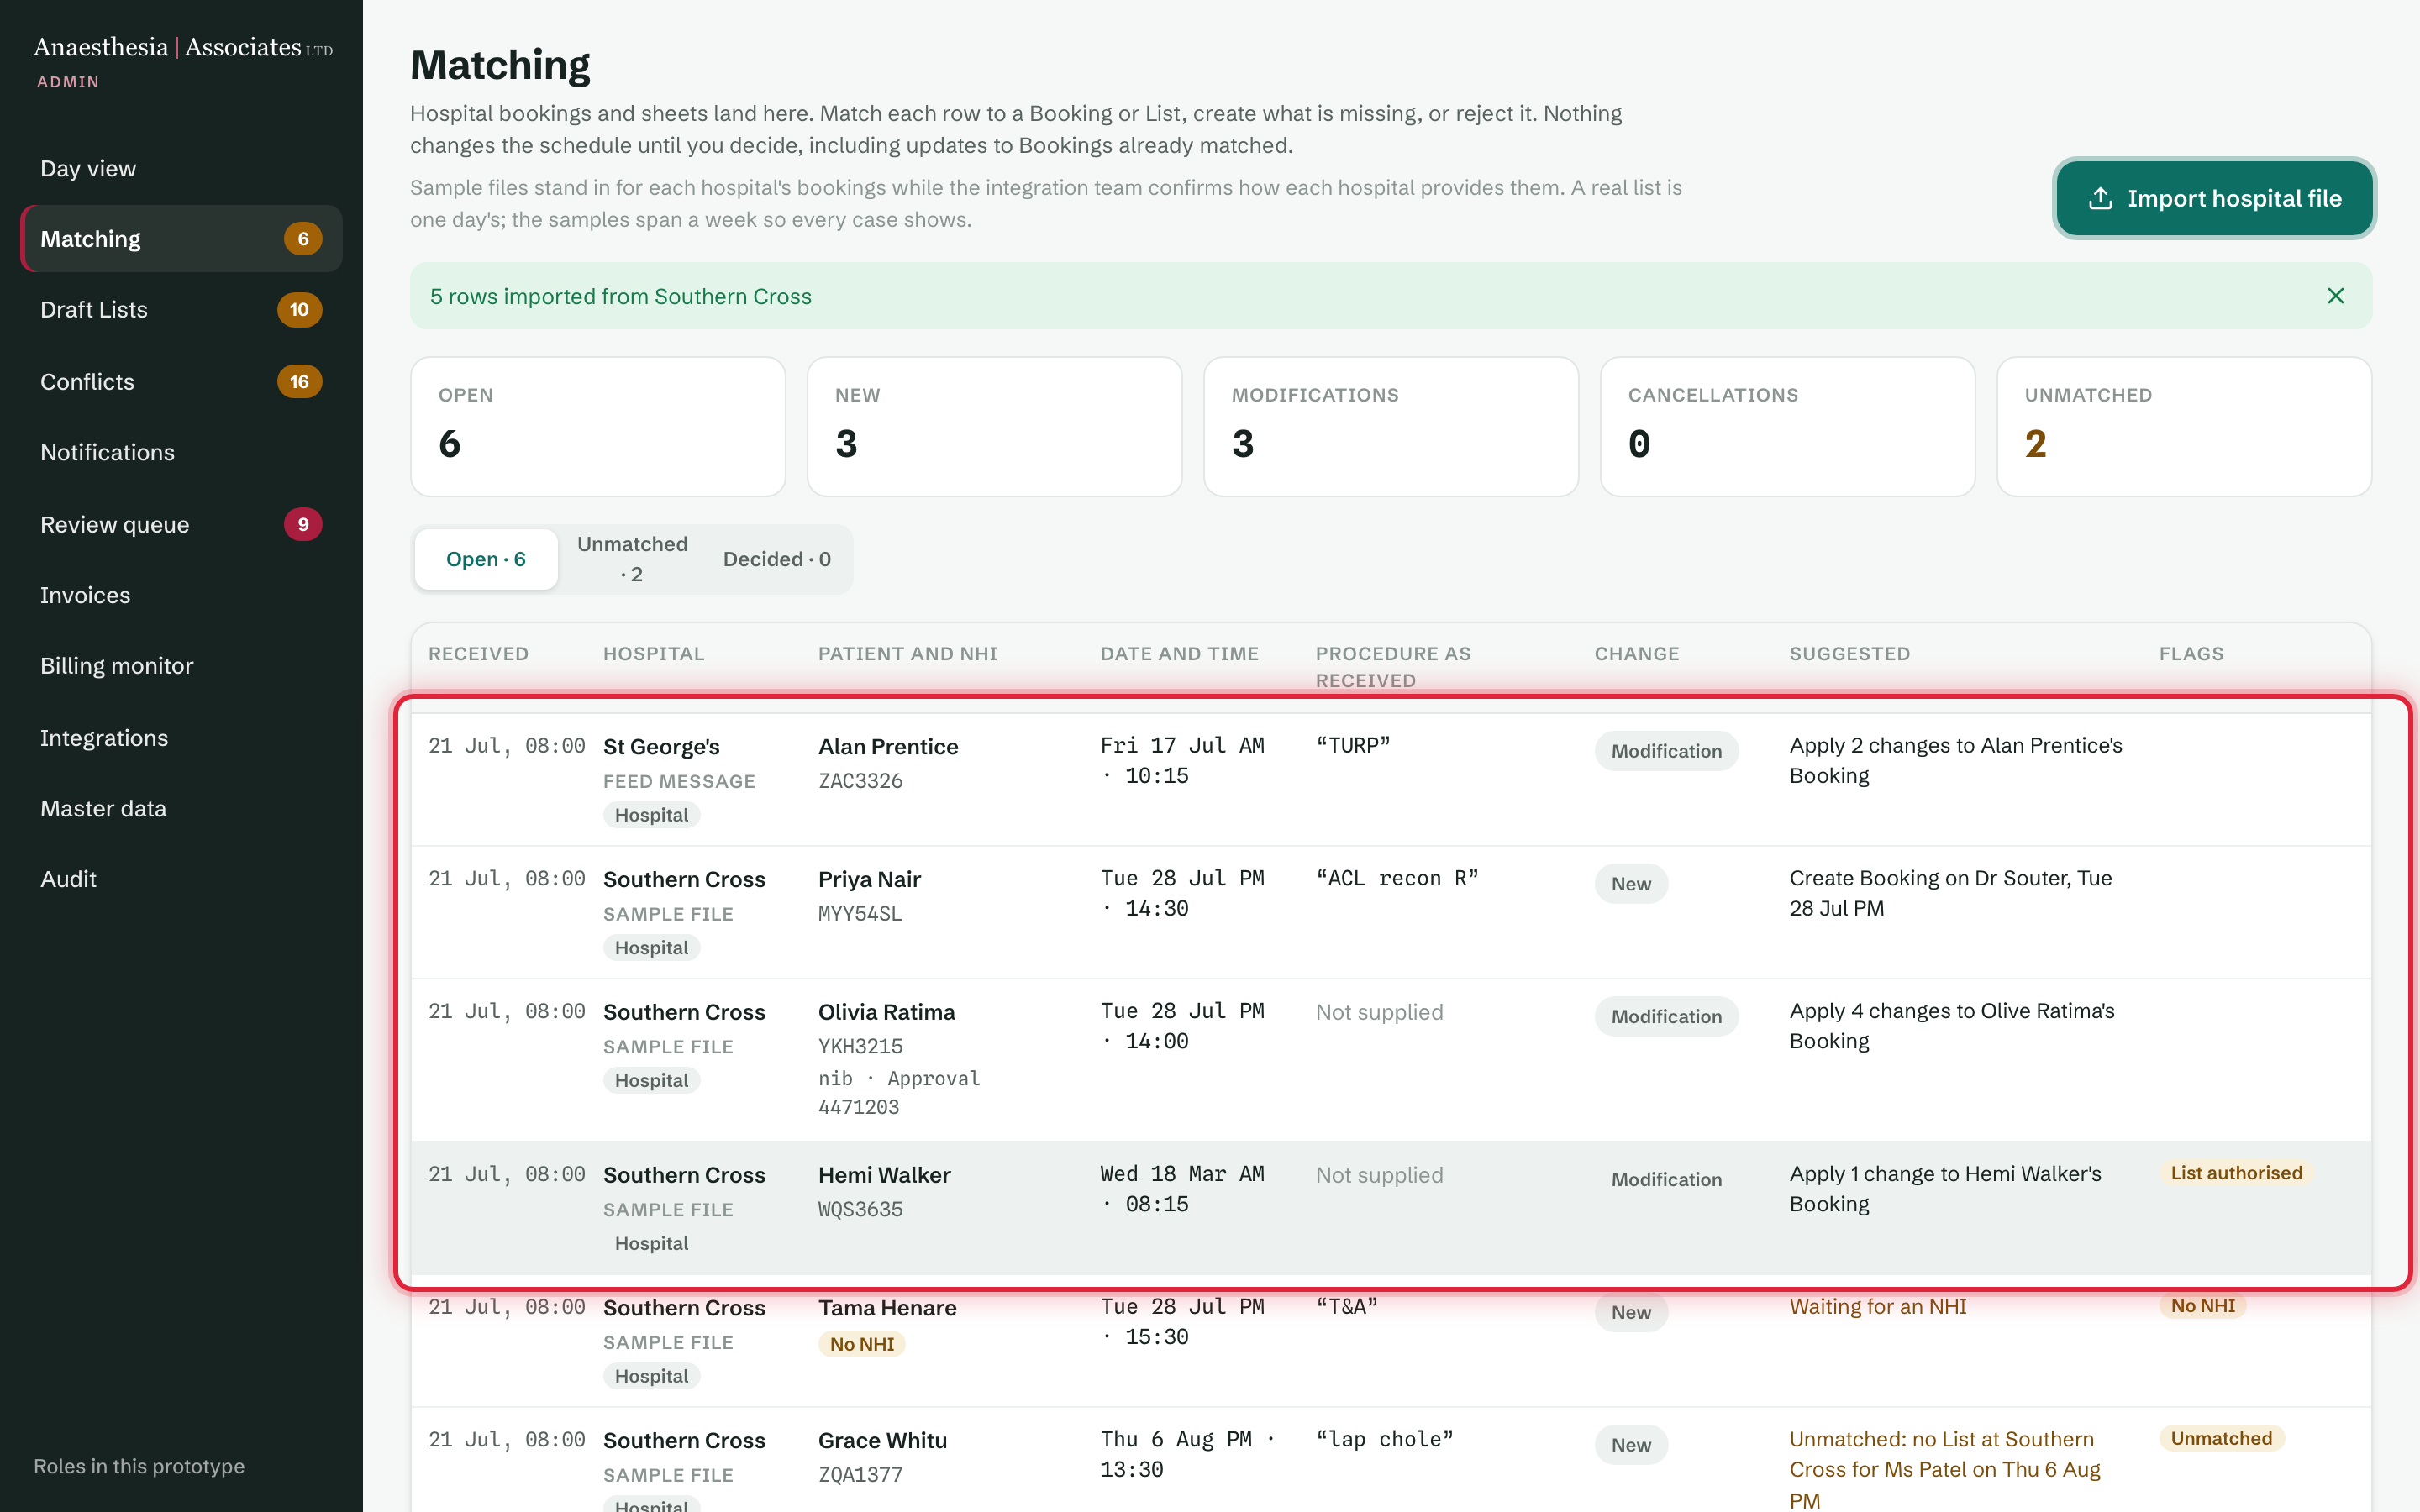 Anaesthesia | Associates LTD
ADMIN
Day view
Matching 6
Draft Lists 10
Conflicts 16
Notifications
Review queue 9
Invoices
Billing monitor
Integrations
Master data
Audit
Roles in this prototype
Matching
Hospital bookings and sheets land here. Match each row to a Booking or List, create what is missing, or reject it. Nothing
changes the schedule until you decide, including updates to Bookings already matched.
Sample files stand in for each hospital's bookings while the integration team confirms how each hospital provides them. A real list is
one day's; the samples span a week so every case shows.
Import hospital file
5 rows imported from Southern Cross
OPEN
6
NEW
3
MODIFICATIONS
3
CANCELLATIONS
0
UNMATCHED
2
Open · 6
Unmatched
· 2
Decided · 0
RECEIVED HOSPITAL PATIENT AND NHI DATE AND TIME PROCEDURE AS CHANGE SUGGESTED FLAGS
RECEIVED
21 Jul, 08:00 St George's Alan Prentice Fri 17 Jul AM “TURP” Modification Apply 2 changes to Alan Prentice's
FEED MESSAGE ZAC3326 · 10:15 Booking
Hospital
21 Jul, 08:00 Southern Cross Priya Nair Tue 28 Jul PM “ACL recon R” New Create Booking on Dr Souter, Tue
SAMPLE FILE MYY54SL · 14:30 28 Jul PM
Hospital
21 Jul, 08:00 Southern Cross Olivia Ratima Tue 28 Jul PM Not supplied Modification Apply 4 changes to Olive Ratima's
SAMPLE FILE YKH3215 · 14:00 Booking
Hospital nib · Approval
4471203
21 Jul, 08:00 Southern Cross Hemi Walker Wed 18 Mar AM Not supplied Modification Apply 1 change to Hemi Walker's List authorised
SAMPLE FILE WQS3635 · 08:15 Booking
Hospital
21 Jul, 08:00 Southern Cross Tama Henare Tue 28 Jul PM “T&A” New Waiting for an NHI No NHI
SAMPLE FILE No NHI · 15:30
Hospital
21 Jul, 08:00 Southern Cross Grace Whitu Thu 6 Aug PM · “lap chole” New Unmatched: no List at Southern Unmatched
SAMPLE FILE ZQA1377 13:30 Cross for Ms Patel on Thu 6 Aug
Hospital PM